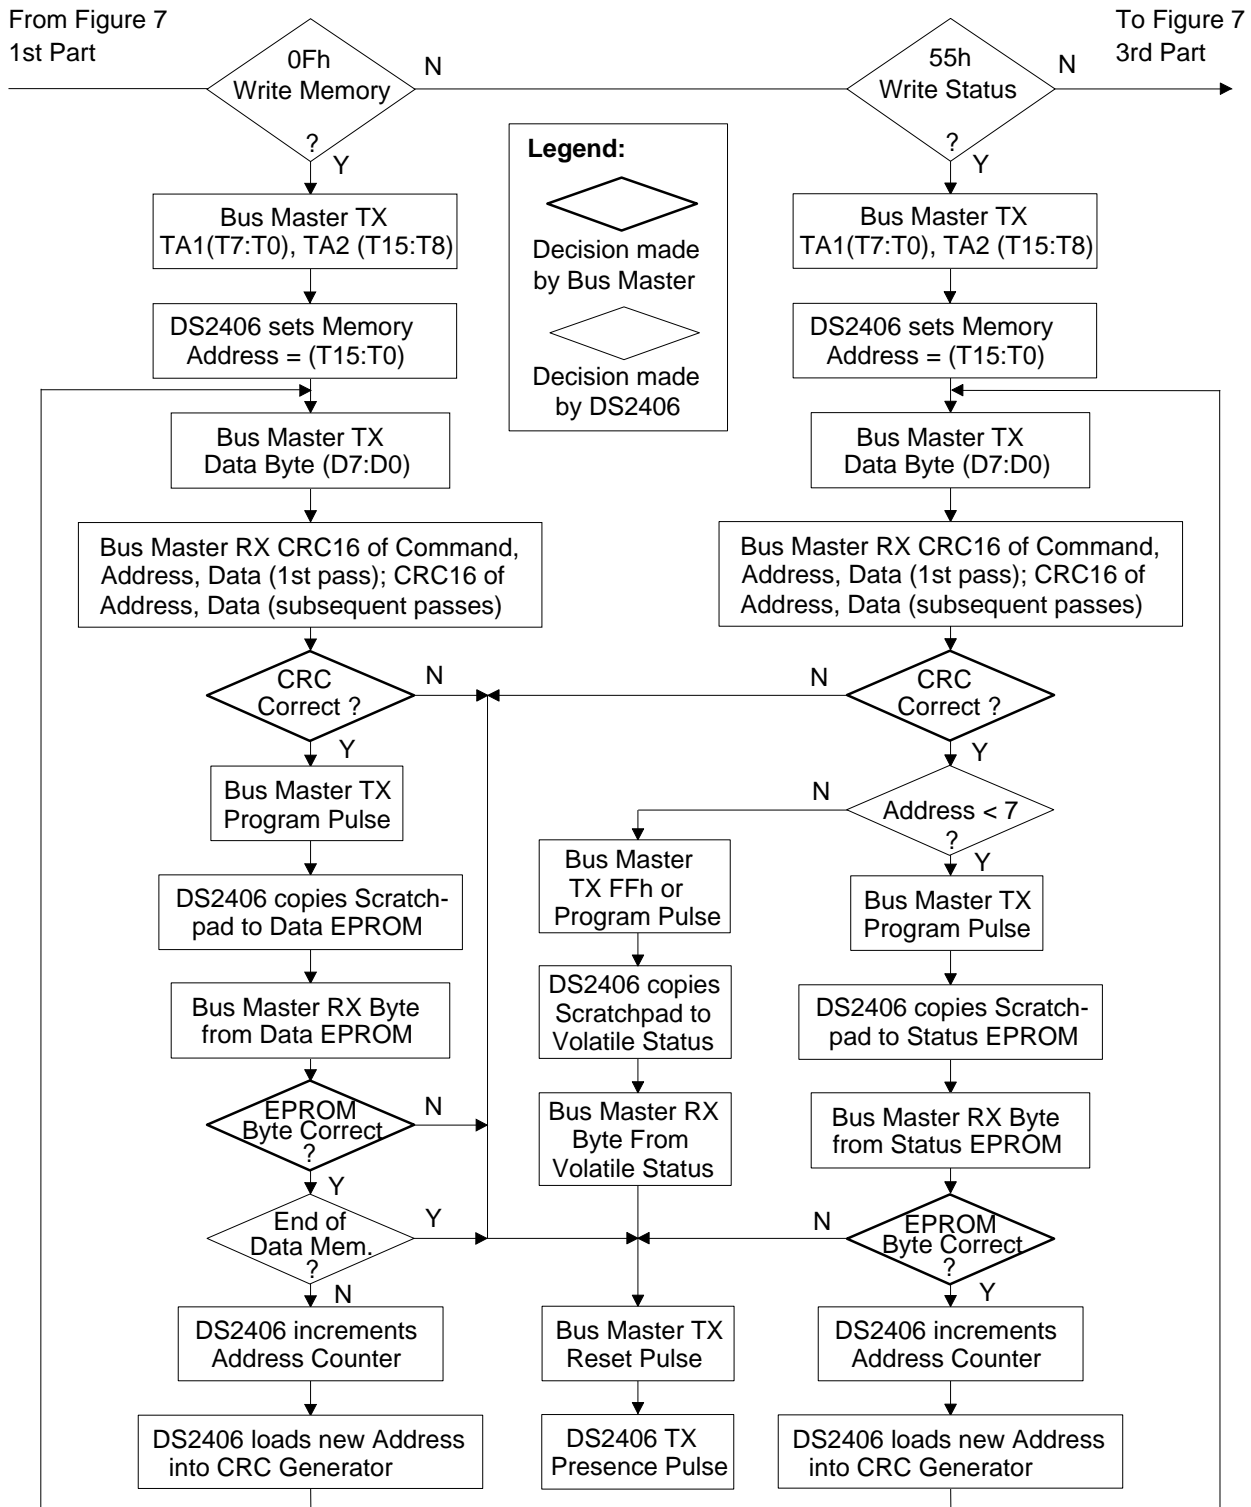 From Figure 7
1st Part
To Figure 7
3rd Part
0Fh
Write Memory
?
N
Y
55h
Write Status
?
N
Y
Legend:
Decision made
by Bus Master
Decision made
by DS2406
Bus Master TX
TA1(T7:T0), TA2 (T15:T8)
DS2406 sets Memory
Address = (T15:T0)
Bus Master TX
Data Byte (D7:D0)
Bus Master RX CRC16 of Command,
Address, Data (1st pass); CRC16 of
Address, Data (subsequent passes)
CRC
Correct ?
N
Y
Bus Master TX
Program Pulse
DS2406 copies Scratch-
pad to Data EPROM
Bus Master RX Byte
from Data EPROM
EPROM
Byte Correct
?
N
Y
End of
Data Mem.
?
Y
N
DS2406 increments
Address Counter
DS2406 loads new Address
into CRC Generator
Bus Master
TX FFh or
Program Pulse
DS2406 copies
Scratchpad to
Volatile Status
Bus Master RX
Byte From
Volatile Status
Bus Master TX
Reset Pulse
DS2406 TX
Presence Pulse
Bus Master TX
TA1(T7:T0), TA2 (T15:T8)
DS2406 sets Memory
Address = (T15:T0)
Bus Master TX
Data Byte (D7:D0)
Bus Master RX CRC16 of Command,
Address, Data (1st pass); CRC16 of
Address, Data (subsequent passes)
CRC
Correct ?
N
Y
Address < 7
?
N
Y
Bus Master TX
Program Pulse
DS2406 copies Scratch-
pad to Status EPROM
Bus Master RX Byte
from Status EPROM
EPROM
Byte Correct
?
N
Y
DS2406 increments
Address Counter
DS2406 loads new Address
into CRC Generator